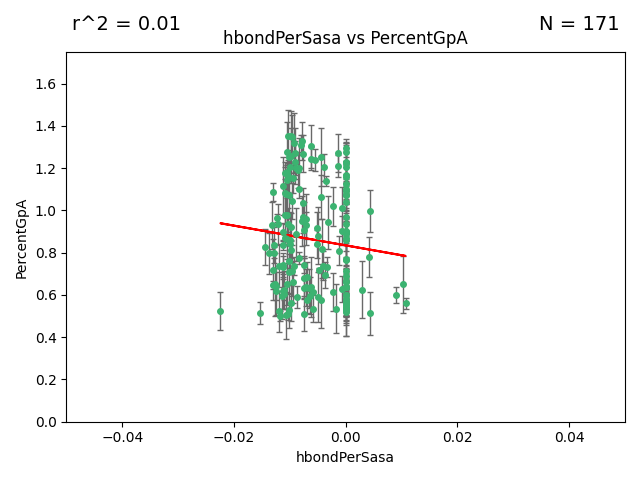 r^2 = 0.01
N = 171
hbondPerSasa vs PercentGpA
1.6
1.4
1.2
1.0
0.8
0.6
0.4
0.2
0.0
PercentGpA
−0.04
−0.02
0.00
0.02
0.04
hbondPerSasa